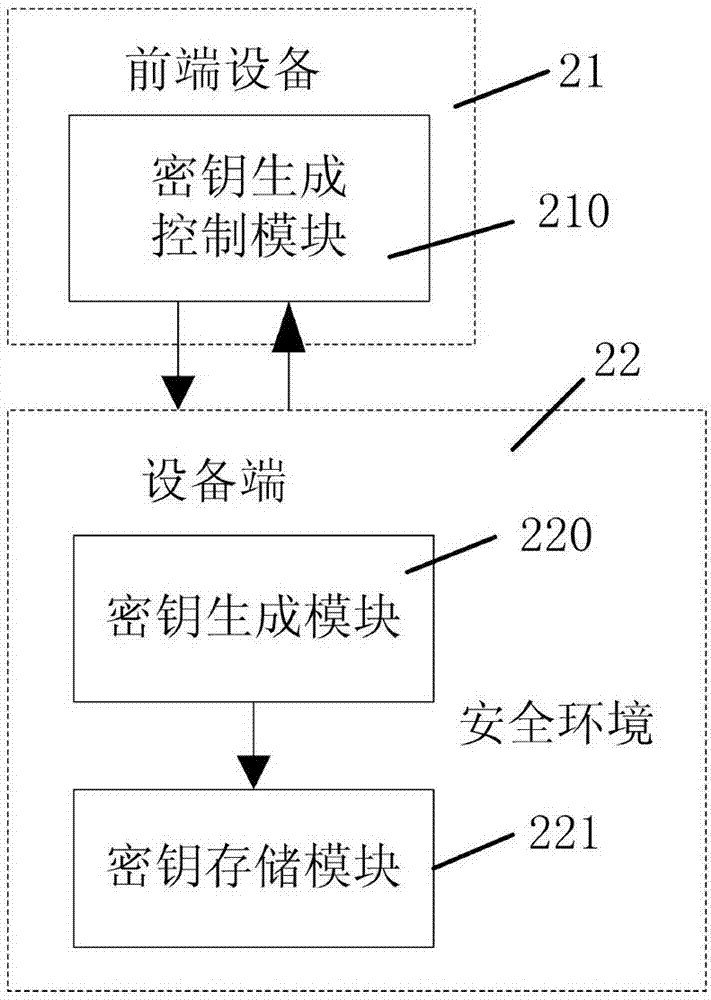 前端设备
21
密钥生成
控制模块
210
22
设备端
220
密钥生成模块
安全环境
密钥存储模块
221